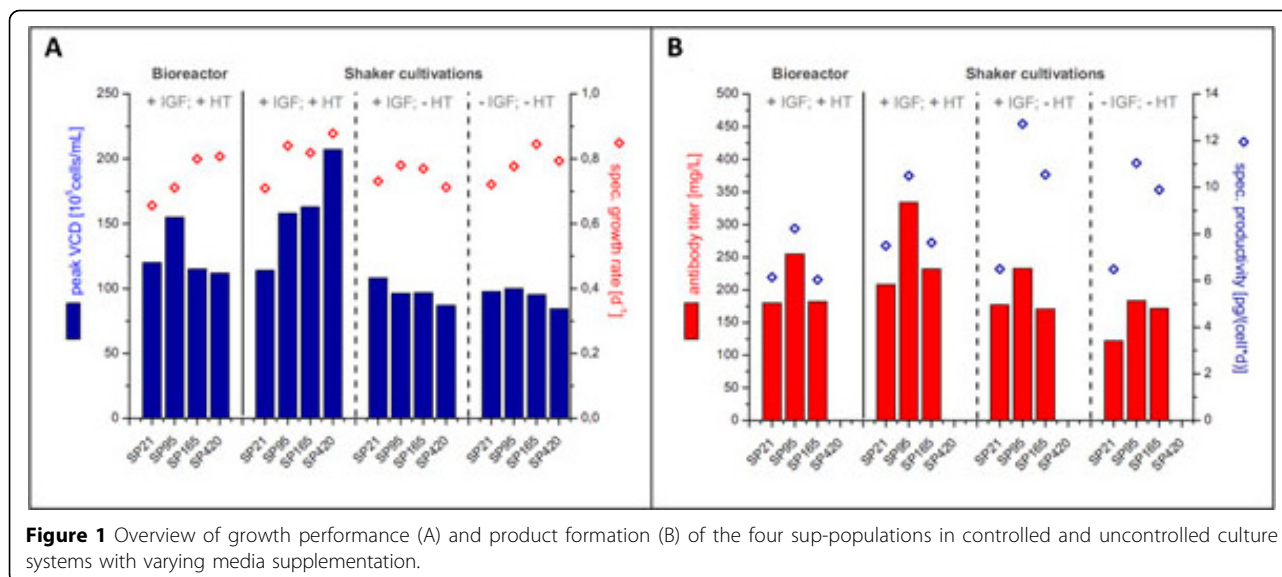 A
Bioreactor
Shaker cultivations
+ IGF; + HT
+ IGF; + HT
+ IGF; - HT
- IGF; - HT
peak VCD [10⁵cells/mL]
250
200
150
100
50
0
1,0
0,8
0,6
0,4
0,2
0,0
spec. growth rate [d⁻¹]
SP21 SP95 SP165 SP420
SP21 SP95 SP165 SP420
SP21 SP95 SP165 SP420
SP21 SP95 SP165 SP420
B
Bioreactor
Shaker cultivations
+ IGF; + HT
+ IGF; + HT
+ IGF; - HT
- IGF; - HT
antibody titer [mg/L]
500
450
400
350
300
250
200
150
100
50
0
14
12
10
8
6
4
2
0
spec. productivity [pg/(cell*d)]
SP21 SP95 SP165 SP420
SP21 SP95 SP165 SP420
SP21 SP95 SP165 SP420
SP21 SP95 SP165 SP420
Figure 1 Overview of growth performance (A) and product formation (B) of the four sup-populations in controlled and uncontrolled culture
systems with varying media supplementation.